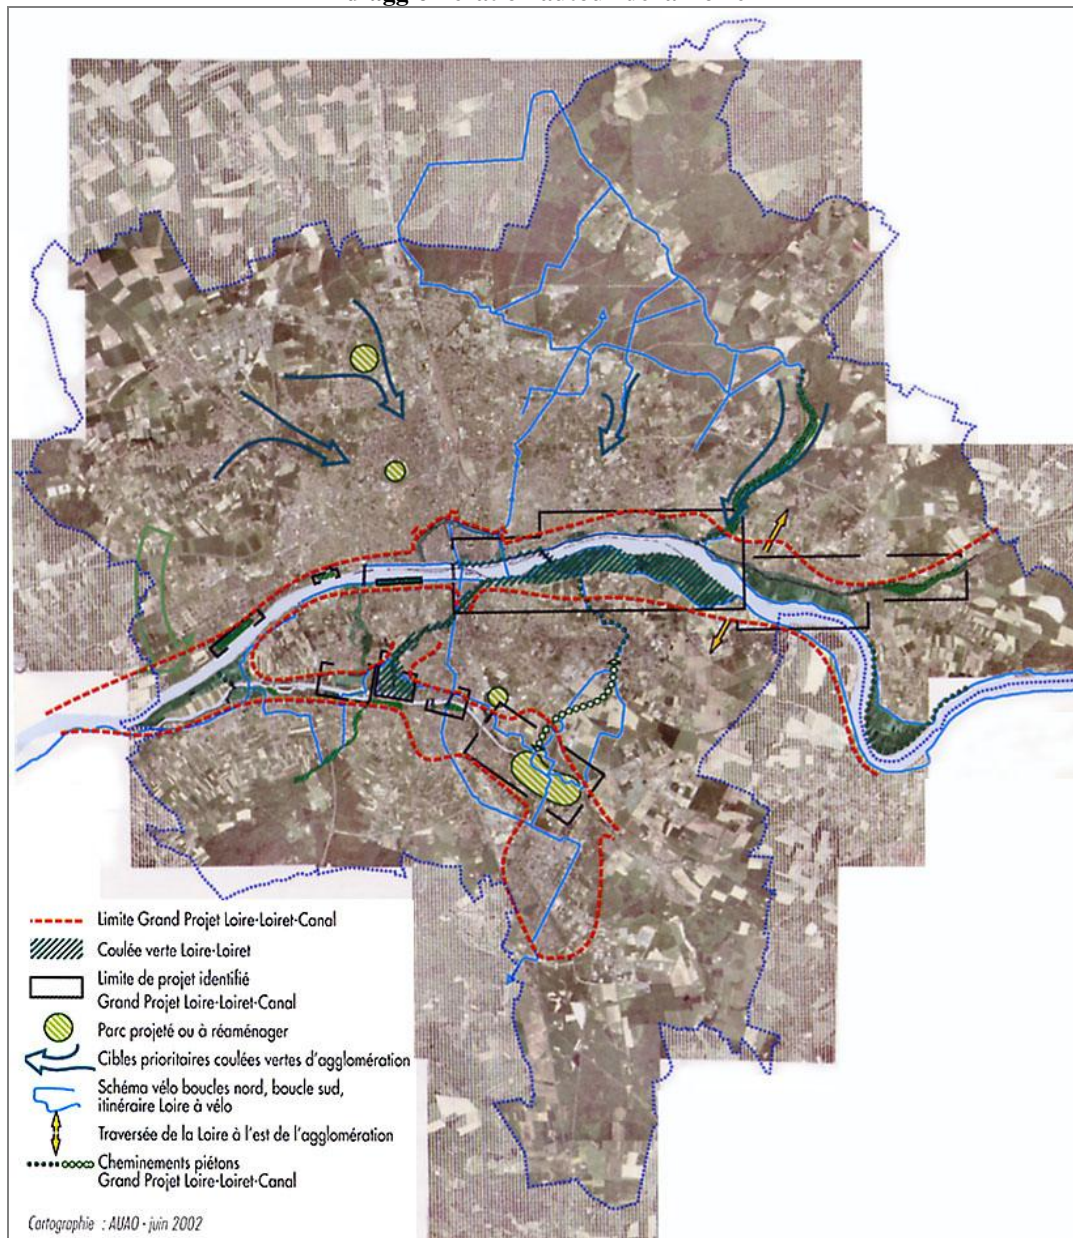 Limite Grand Projet Loire-Loiret-Canal
Coulée verte Loire-Loiret
Limite de projet identifié
Grand Projet Loire-Loiret-Canal
Parc projeté ou à réaménager
Cibles prioritaires coulées vertes d'agglomération
Schéma vélo boucles nord, boucle sud,
itinéraire Loire à vélo
Traversée de la Loire à l'est de l'agglomération
Cheminements piétons
Grand Projet Loire-Loiret-Canal
Cartographie : AUAO - juin 2002